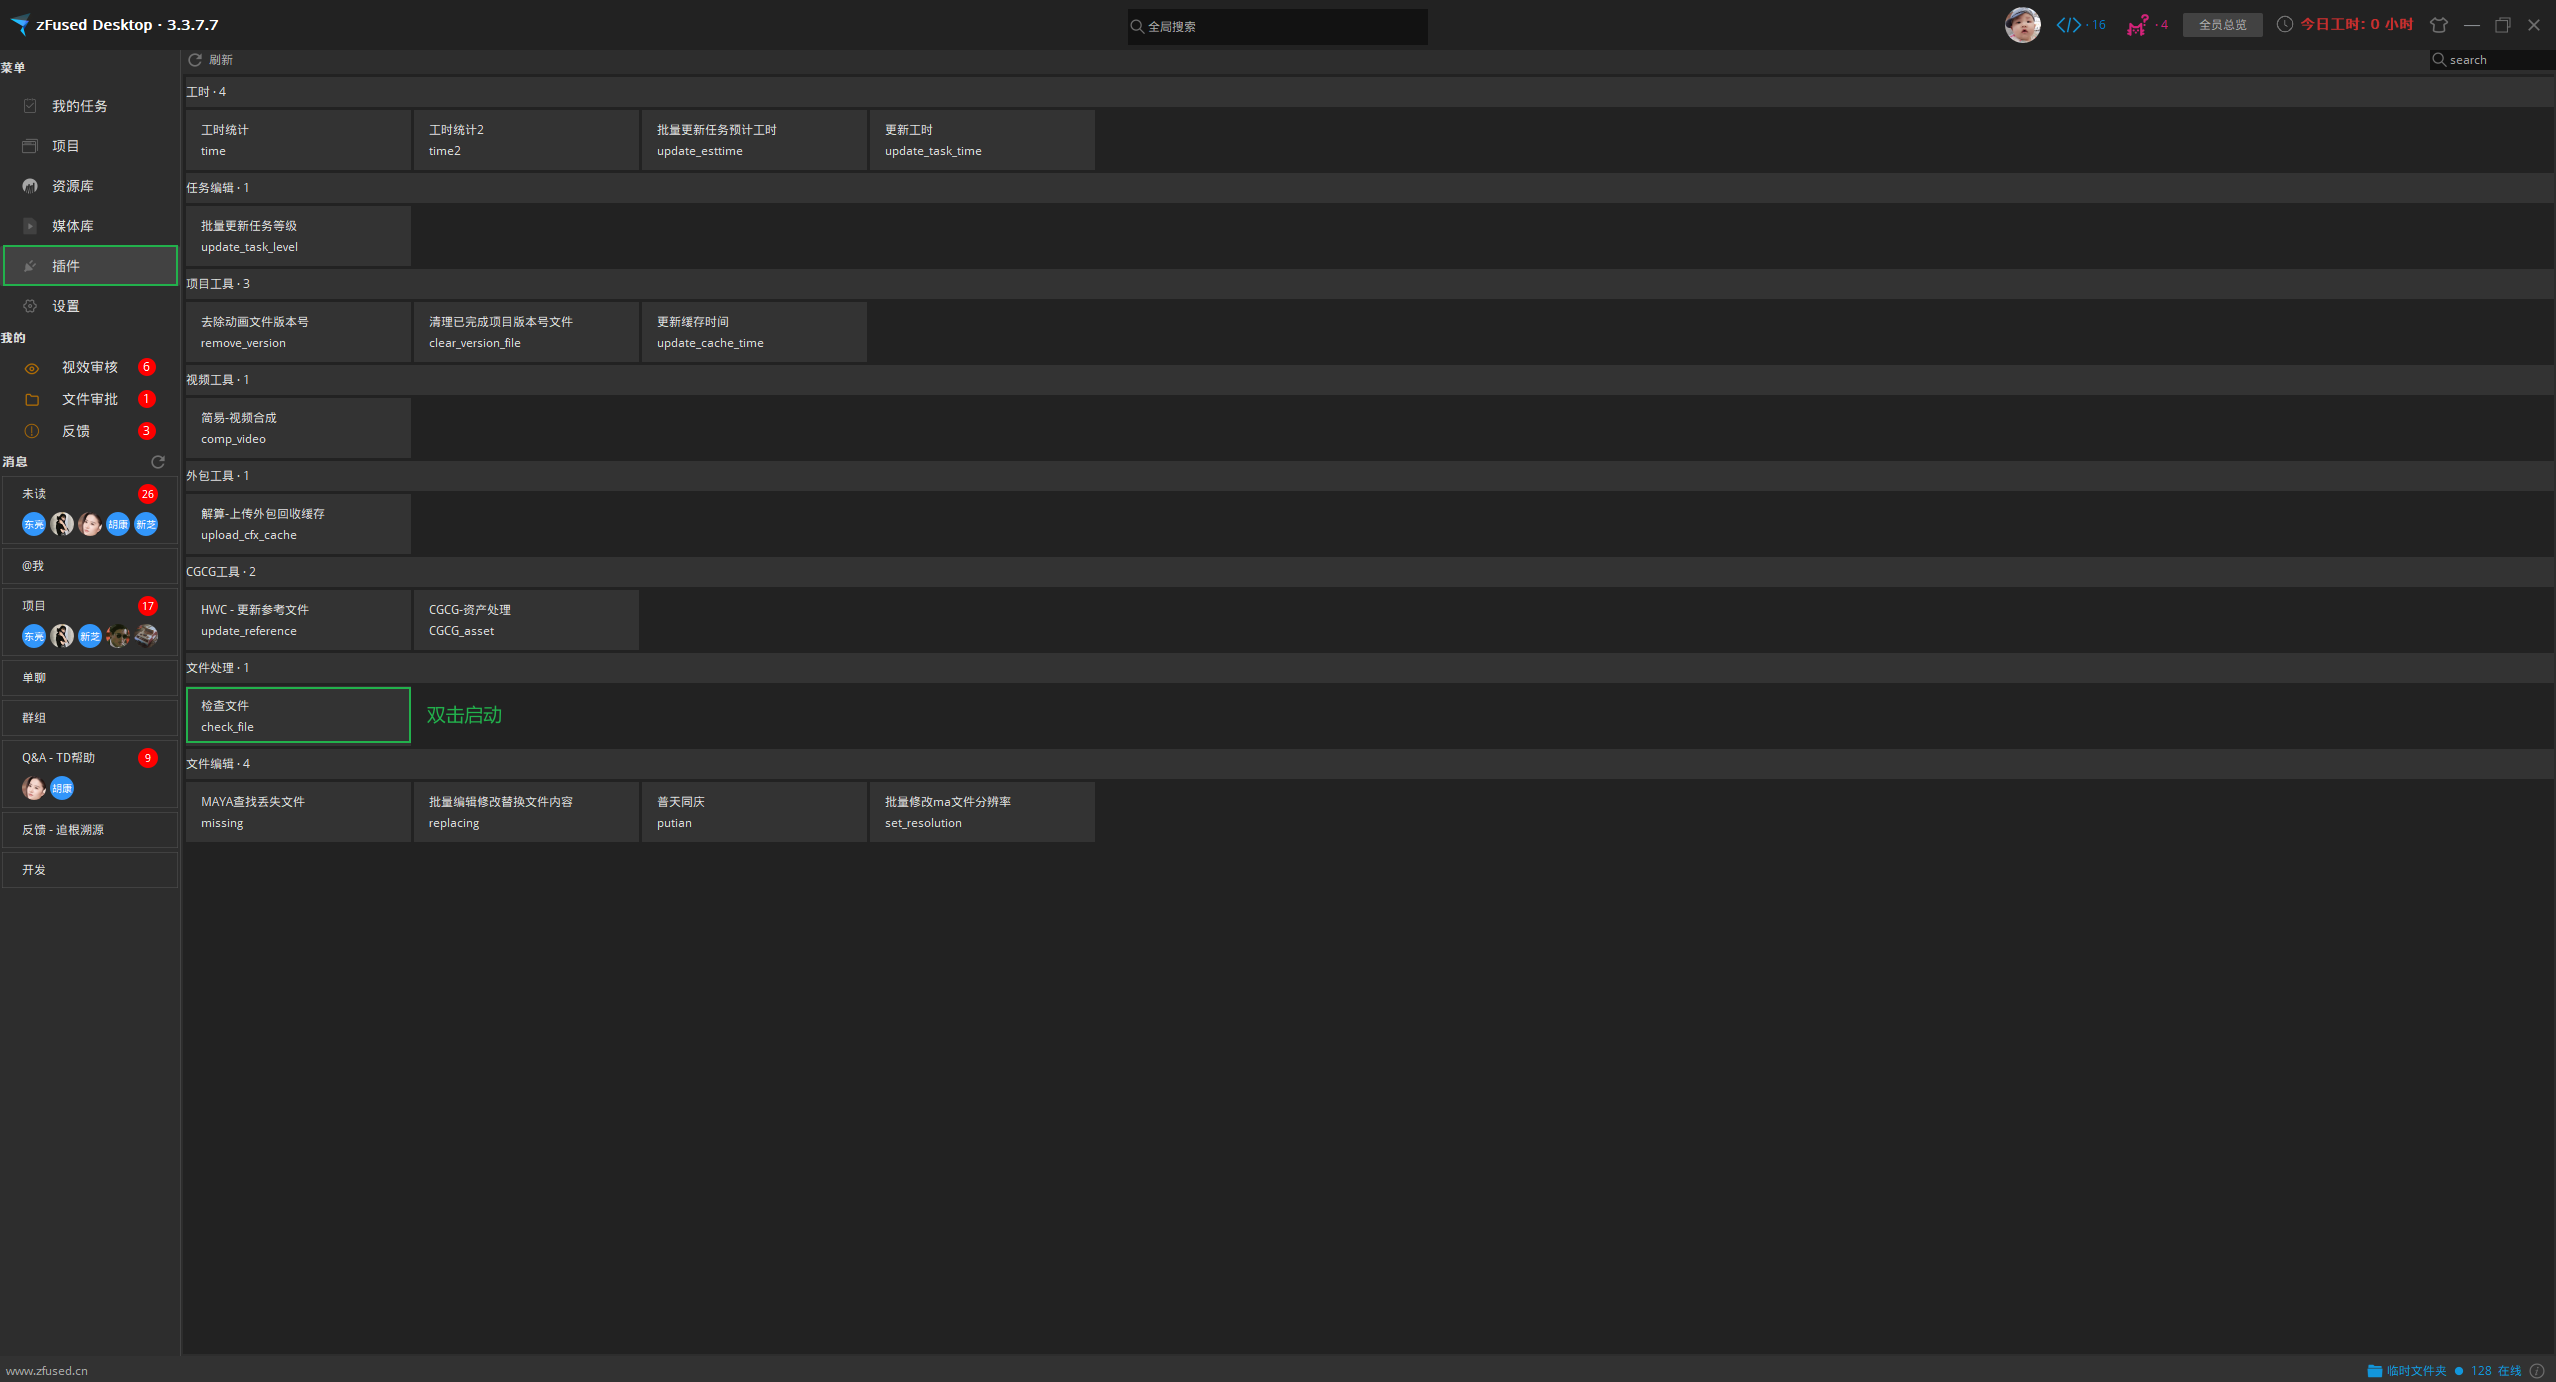 zFused Desktop · 3.3.7.7
全局搜索
· 16
· 4
全员总览
今日工时: 0 小时
菜单
我的任务
项目
资源库
媒体库
插件
设置
我的
视效审核 6
文件审批 1
反馈 3
消息
未读 26
东亮 胡康 新芝
@我
项目 17
东亮 新芝
单聊
群组
Q&A - TD帮助 9
胡康
反馈 - 追根溯源
开发
刷新
search
工时 · 4
工时统计
time
工时统计2
time2
批量更新任务预计工时
update_esttime
更新工时
update_task_time
任务编辑 · 1
批量更新任务等级
update_task_level
项目工具 · 3
去除动画文件版本号
remove_version
清理已完成项目版本号文件
clear_version_file
更新缓存时间
update_cache_time
视频工具 · 1
简易-视频合成
comp_video
外包工具 · 1
解算-上传外包回收缓存
upload_cfx_cache
CGCG工具 · 2
HWC - 更新参考文件
update_reference
CGCG-资产处理
CGCG_asset
文件处理 · 1
检查文件
check_file
双击启动
文件编辑 · 4
MAYA查找丢失文件
missing
批量编辑修改替换文件内容
replacing
普天同庆
putian
批量修改ma文件分辨率
set_resolution
www.zfused.cn
临时文件夹
128 在线